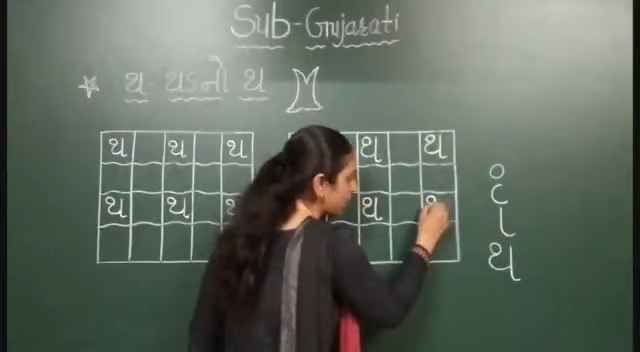 Sub-Gujarati
થ - થડનો થ
થ થ થ થ થ
થ થ થ
થ